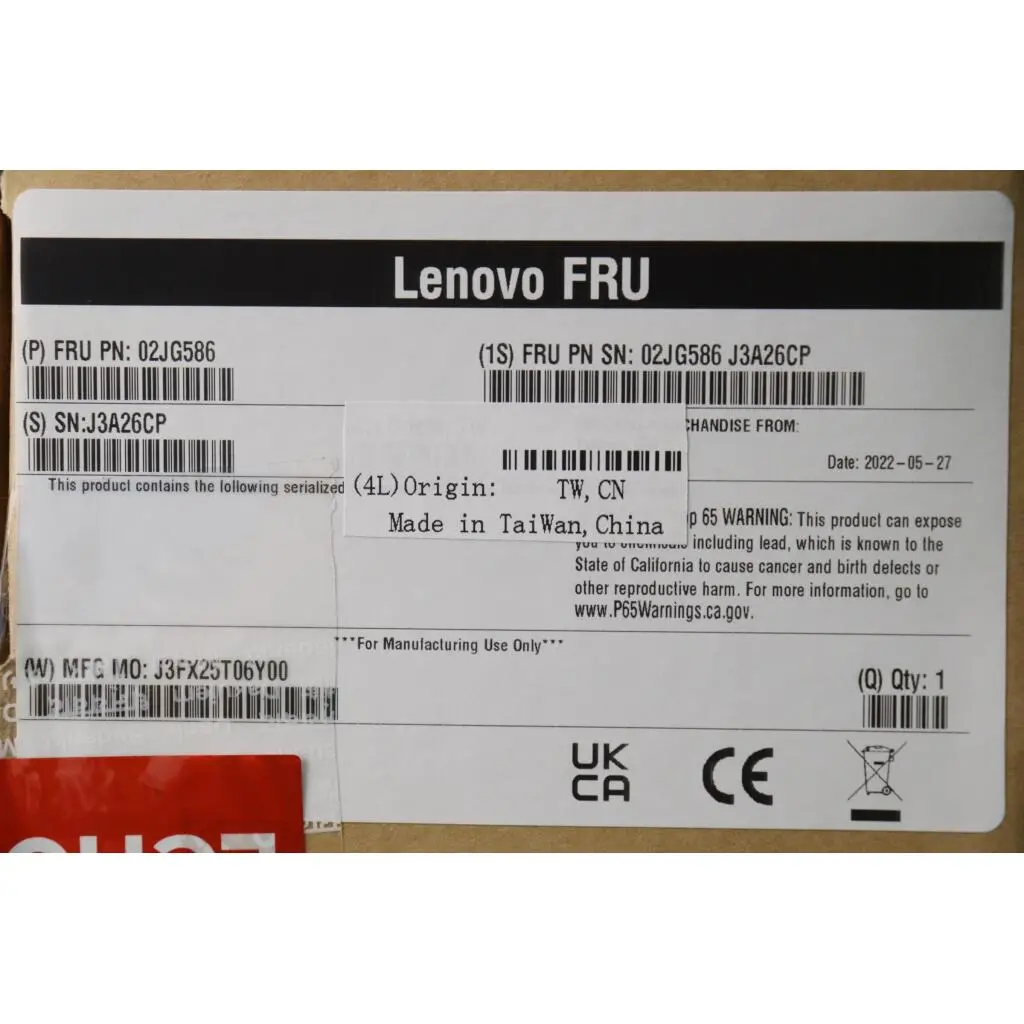 Lenovo FRU
(P) FRU PN: 02JG586
(1S) FRU PN SN: 02JG586 J3A26CP
(S) SN:J3A26CP
CHANDISE FROM:
Date: 2022-05-27
This product contains the following serialized
(4L)Origin: TW, CN
Made in TaiWan, China
p 65 WARNING: This product can expose
you to chemicals including lead, which is known to the
State of California to cause cancer and birth defects or
other reproductive harm. For more information, go to
www.P65Warnings.ca.gov.
***For Manufacturing Use Only***
(W) MFG MO: J3FX25T06Y00
(Q) Qty: 1
UK
CA
CE